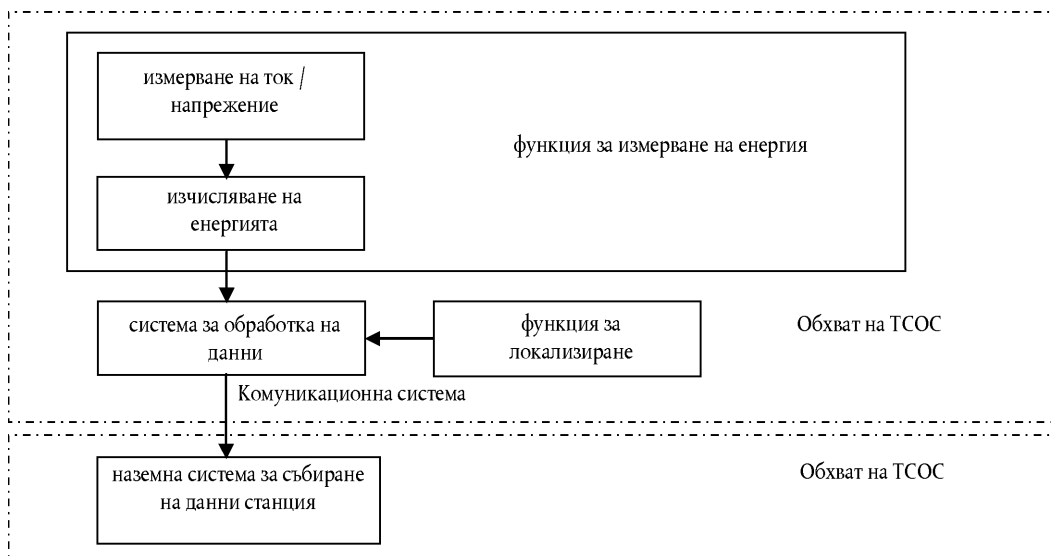 измерване на ток /
напрежение
функция за измерване на енергия
изчисляване на
енергията
система за обработка на
данни
функция за
локализиране
Обхват на ТСОС
Комуникационна система
наземна система за събиране
на данни станция
Обхват на ТСОС